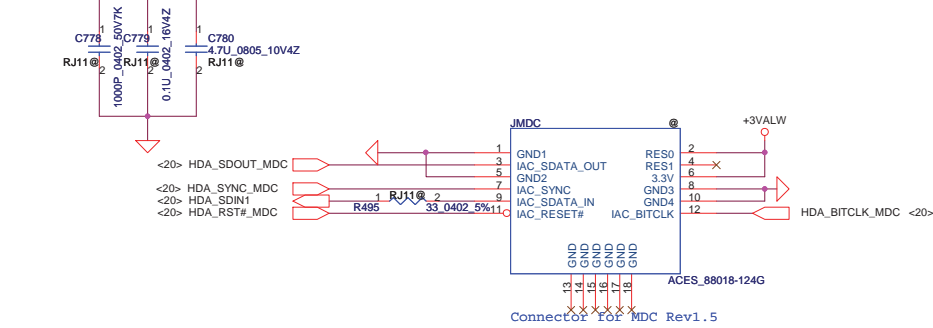 1
1
1
C778
1000P_0402_50V7K
C779
0.1U_0402_16V4Z
C780
4.7U_0805_10V4Z
RJ11@
RJ11@
RJ11@
2
2
2
JMDC
@
+3VALW
<20> HDA_SDOUT_MDC
<20> HDA_SYNC_MDC
<20> HDA_SDIN1
<20> HDA_RST#_MDC
1 RJ11@ 2
R495 33_0402_5%
1 GND1
3 IAC_SDATA_OUT
5 GND2
7 IAC_SYNC
9 IAC_SDATA_IN
11 IAC_RESET#
RES0 2
RES1 4
3.3V 6
GND3 8
GND4 10
IAC_BITCLK 12
HDA_BITCLK_MDC <20>
GND GND GND GND GND GND
13 14 15 16 17 18
ACES_88018-124G
Connector for MDC Rev1.5